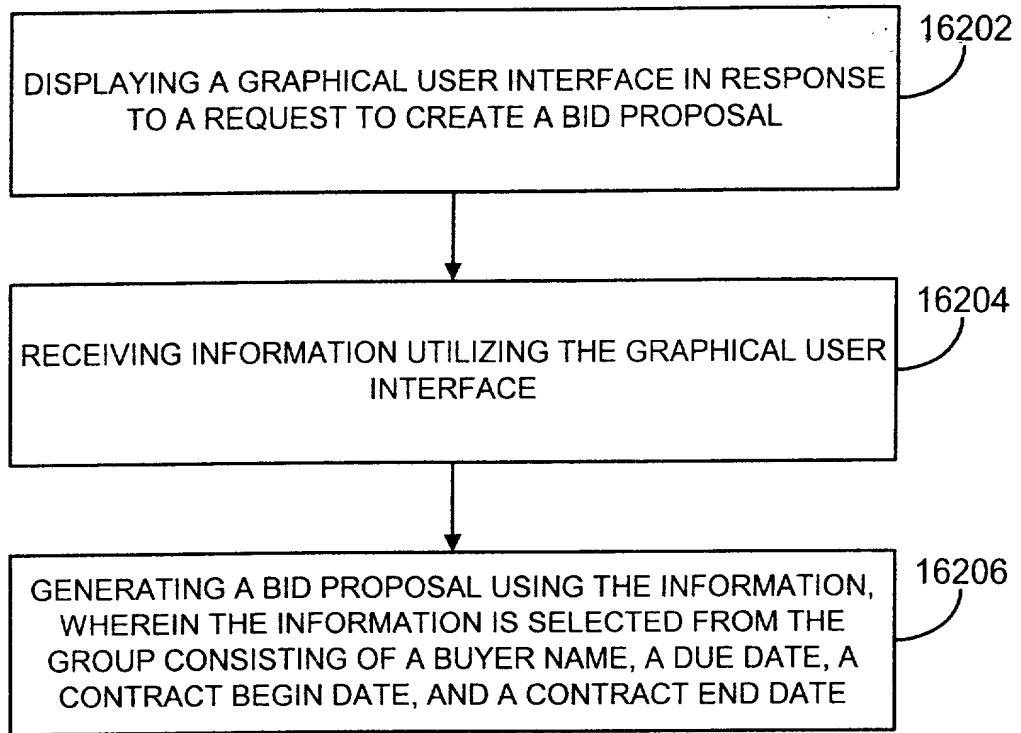 16202
DISPLAYING A GRAPHICAL USER INTERFACE IN RESPONSE
TO A REQUEST TO CREATE A BID PROPOSAL
16204
RECEIVING INFORMATION UTILIZING THE GRAPHICAL USER
INTERFACE
16206
GENERATING A BID PROPOSAL USING THE INFORMATION,
WHEREIN THE INFORMATION IS SELECTED FROM THE
GROUP CONSISTING OF A BUYER NAME, A DUE DATE, A
CONTRACT BEGIN DATE, AND A CONTRACT END DATE